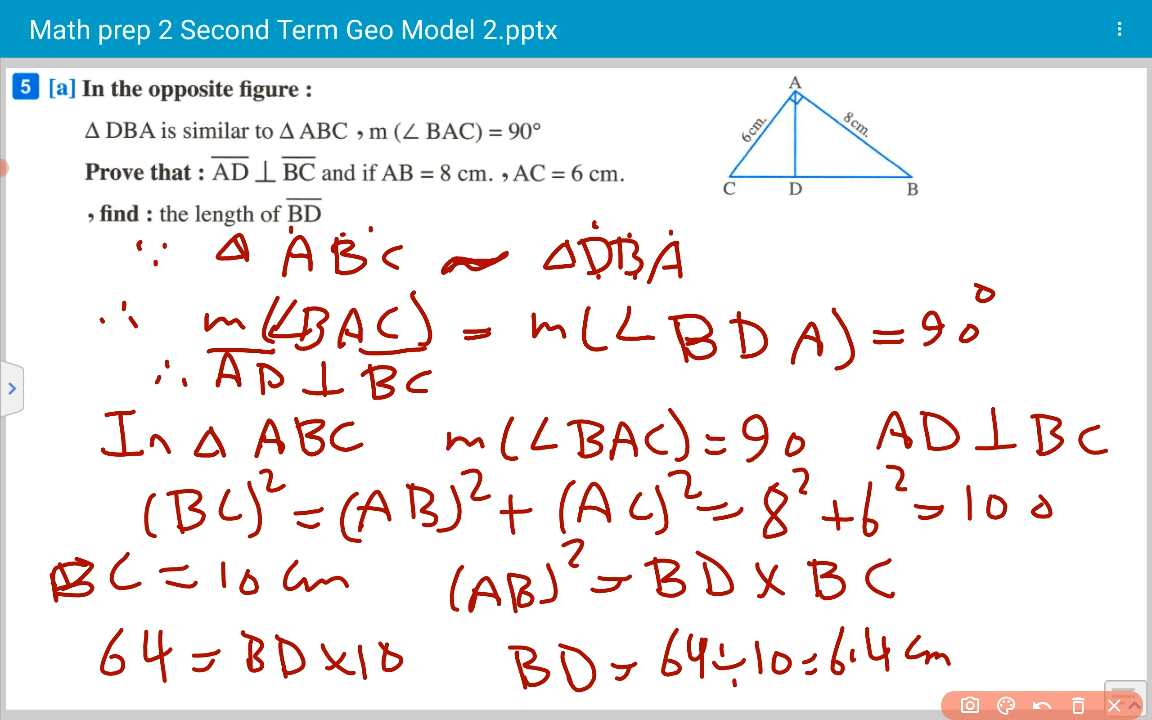 Math prep 2 Second Term Geo Model 2.pptx
5 [a] In the opposite figure :
Δ DBA is similar to Δ ABC , m (∠ BAC) = 90°
Prove that : AD ⊥ BC and if AB = 8 cm. , AC = 6 cm.
, find : the length of BD
A
6cm.
8cm.
C D B
∵ Δ ABC ~ ΔDBA
∴ m(∠BAC) = m(∠BDA) = 90°
∴ AD ⊥ BC
In Δ ABC m(∠BAC)=90 AD⊥BC
(BC)² = (AB)² + (AC)² = 8² + 6² = 100
BC = 10 cm (AB)² = BD × BC
64 = BD × 10 BD = 64÷10=6.4 cm